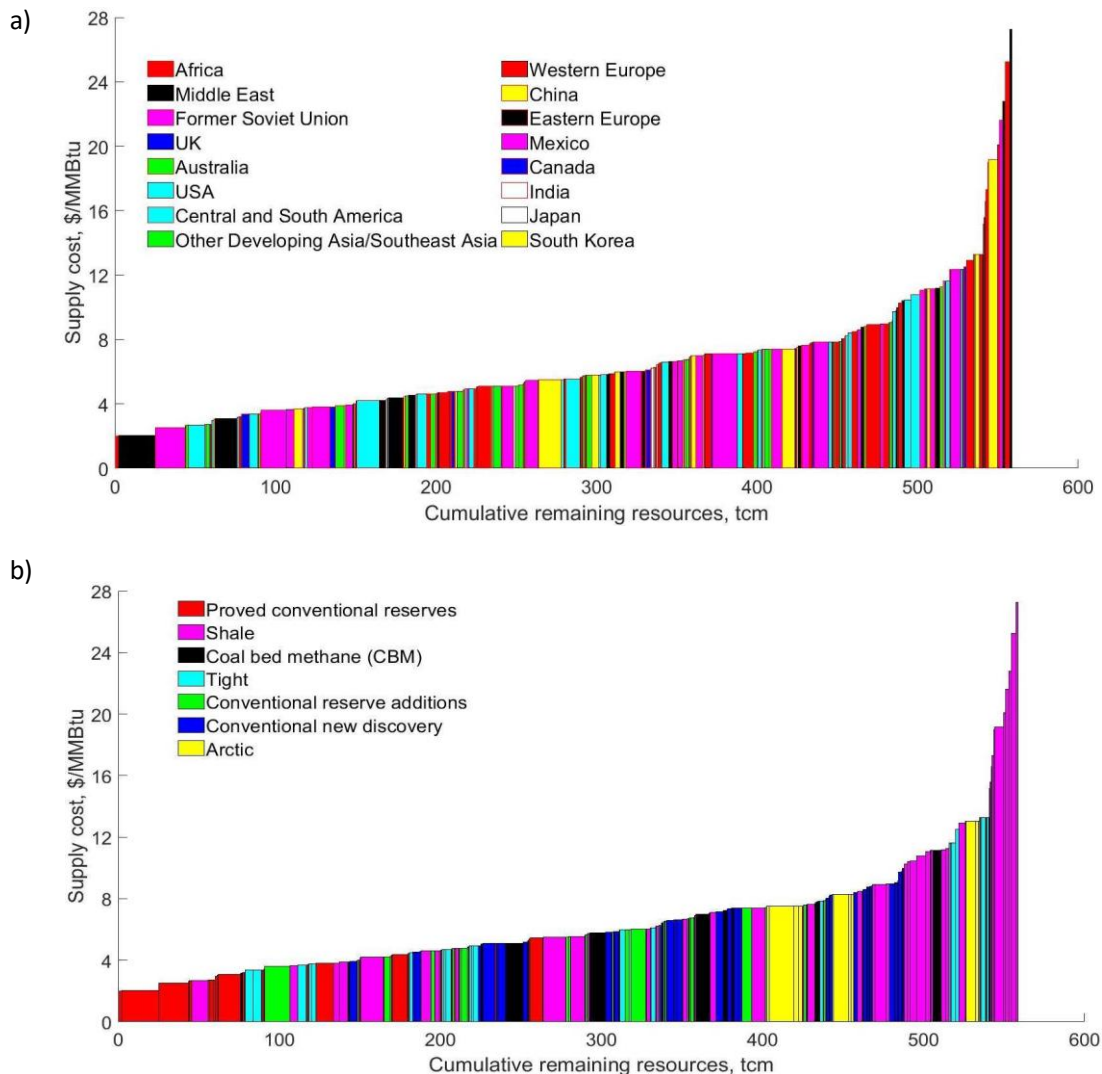 a)
28
24
20
16
12
8
4
0
Supply cost, $/MMBtu
Africa
Middle East
Former Soviet Union
UK
Australia
USA
Central and South America
Other Developing Asia/Southeast Asia
Western Europe
China
Eastern Europe
Mexico
Canada
India
Japan
South Korea
0 100 200 300 400 500 600
Cumulative remaining resources, tcm
b)
28
24
20
16
12
8
4
0
Supply cost, $/MMBtu
Proved conventional reserves
Shale
Coal bed methane (CBM)
Tight
Conventional reserve additions
Conventional new discovery
Arctic
0 100 200 300 400 500 600
Cumulative remaining resources, tcm